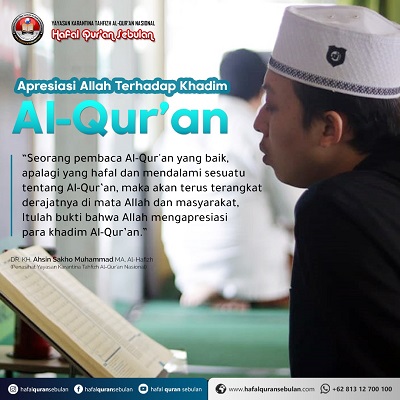 YAYASAN KARANTINA TAHFIZH AL-QUR'AN NASIONAL
Hafal Qur'an Sebulan
Apresiasi Allah Terhadap Khadim
Al-Qur'an
"Seorang pembaca Al-Qur'an yang baik,
apalagi yang hafal dan mendalami sesuatu
tentang Al-Qur'an, maka akan terus terangkat
derajatnya di mata Allah dan masyarakat,
Itulah bukti bahwa Allah mengapresiasi
para khadim Al-Qur'an."
DR. KH. Ahsin Sakho Muhammad MA, Al-Hafizh
(Penasihat Yayasan Karantina Tahfizh Al-Qur'an Nasional)
hafalquransebulan
hafalquransebulan
hafal quran sebulan
www.hafalquransebulan.com
+62 813 12 700 100